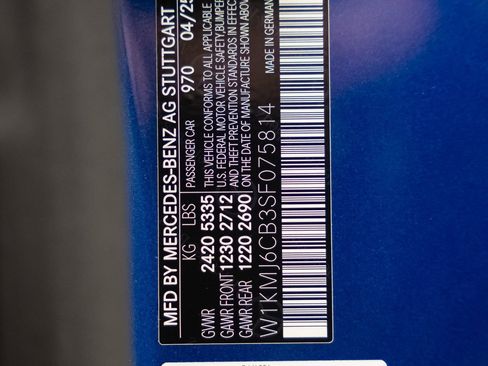 MFD BY MERCEDES-BENZ AG STUTTGART
PASSENGER CAR 970 04/25
KG LBS
GVWR 2420 5335
GAWR FRONT 1230 2712
GAWR REAR 1220 2690
THIS VEHICLE CONFORMS TO ALL APPLICABLE
U.S. FEDERAL MOTOR VEHICLE SAFETY, BUMPER
AND THEFT PREVENTION STANDARDS IN EFFECT
DATE OF MANUFACTURE SHOWN ABOVE
MADE IN GERMANY
W1KMJ6CB3SF075814